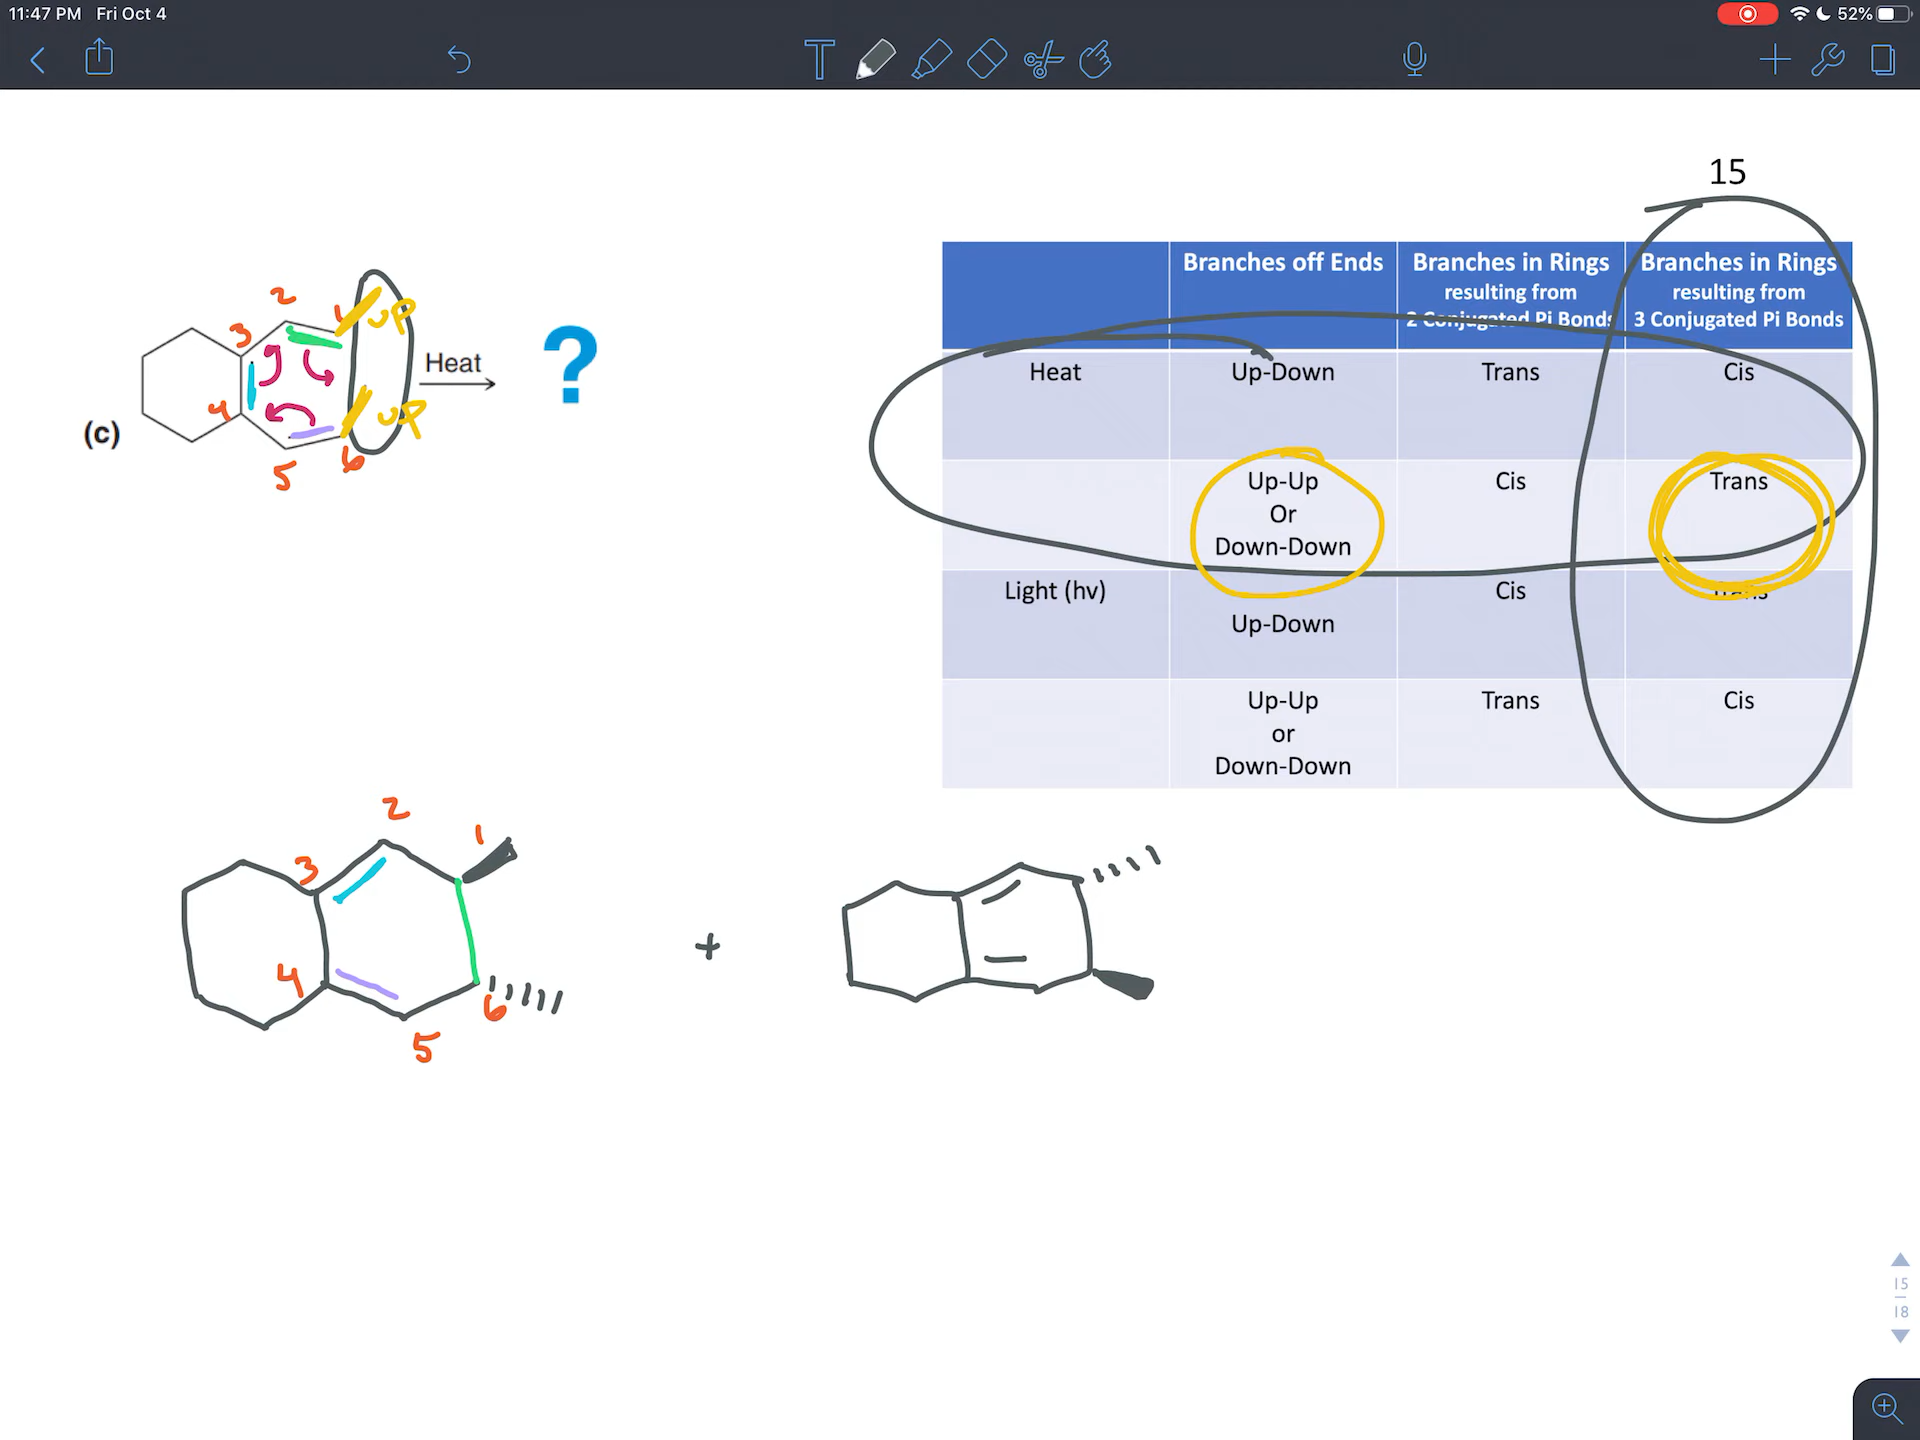 11:47 PM Fri Oct 4
52%
15
(c)
2
1
up
3
4
up
5
6
Heat
?
Branches off Ends
Branches in Rings
resulting from
2 Conjugated Pi Bonds
Branches in Rings
resulting from
3 Conjugated Pi Bonds
Heat
Up-Down
Trans
Cis
Up-Up
Or
Down-Down
Cis
Trans
Light (hv)
Up-Down
Cis
Trans
Up-Up
or
Down-Down
Trans
Cis
2
1
3
4
6
5
+
15
18